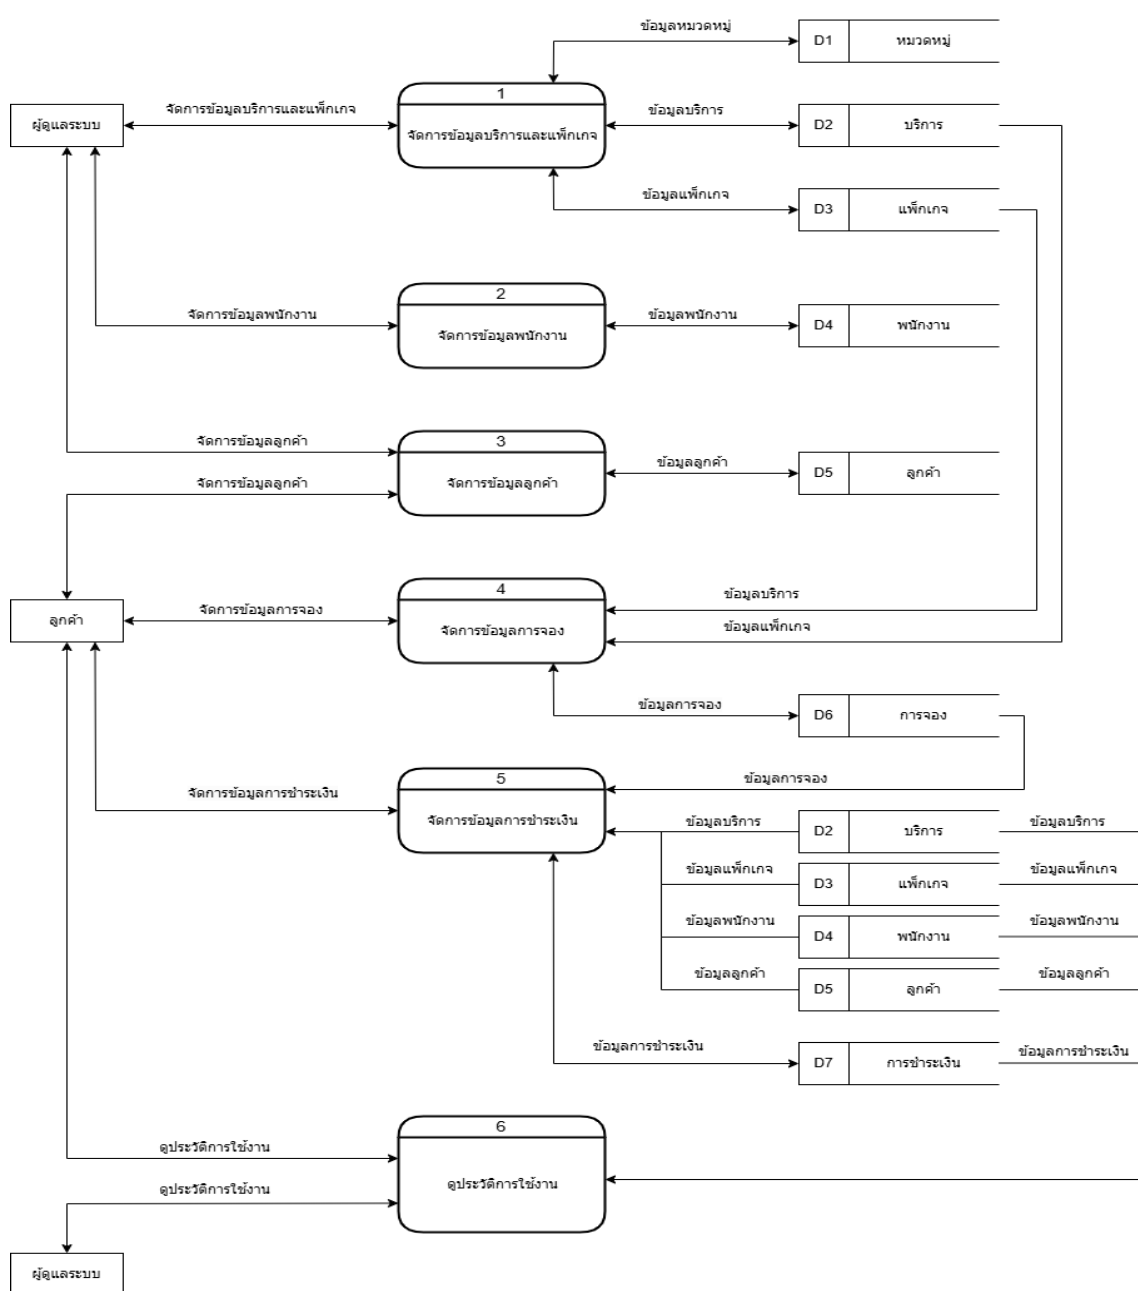 ข้อมูลหมวดหมู่
D1 หมวดหมู่
1
จัดการข้อมูลบริการและแพ็กเกจ
ผู้ดูแลระบบ
จัดการข้อมูลบริการและแพ็กเกจ
ข้อมูลบริการ
D2 บริการ
ข้อมูลแพ็กเกจ
D3 แพ็กเกจ
2
จัดการข้อมูลพนักงาน
จัดการข้อมูลพนักงาน
ข้อมูลพนักงาน
D4 พนักงาน
จัดการข้อมูลลูกค้า
3
ข้อมูลลูกค้า
จัดการข้อมูลลูกค้า
จัดการข้อมูลลูกค้า
D5 ลูกค้า
4
ข้อมูลบริการ
จัดการข้อมูลการจอง
ลูกค้า
จัดการข้อมูลการจอง
ข้อมูลแพ็กเกจ
ข้อมูลการจอง
D6 การจอง
5
ข้อมูลการจอง
จัดการข้อมูลการชำระเงิน
จัดการข้อมูลการชำระเงิน
ข้อมูลบริการ
D2 บริการ
ข้อมูลบริการ
ข้อมูลแพ็กเกจ
D3 แพ็กเกจ
ข้อมูลแพ็กเกจ
ข้อมูลพนักงาน
D4 พนักงาน
ข้อมูลพนักงาน
ข้อมูลลูกค้า
D5 ลูกค้า
ข้อมูลลูกค้า
ข้อมูลการชำระเงิน
D7 การชำระเงิน
ข้อมูลการชำระเงิน
6
ดูประวัติการใช้งาน
ดูประวัติการใช้งาน
ดูประวัติการใช้งาน
ผู้ดูแลระบบ